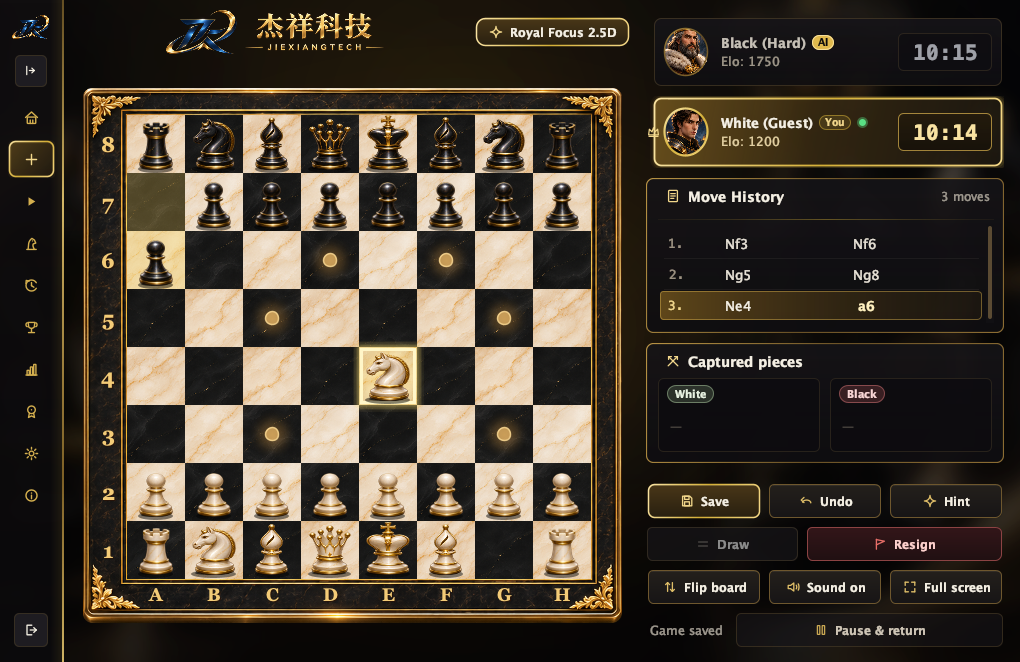 杰祥科技
JIEXIANGTECH
Royal Focus 2.5D
Black (Hard) AI
Elo: 1750
10:15
White (Guest) You
Elo: 1200
10:14
Move History
3 moves
1. Nf3 Nf6
2. Ng5 Ng8
3. Ne4 a6
Captured pieces
White
Black
—
—
Save
Undo
Hint
Draw
Resign
Flip board
Sound on
Full screen
Game saved
Pause & return
8
7
6
5
4
3
2
1
A B C D E F G H